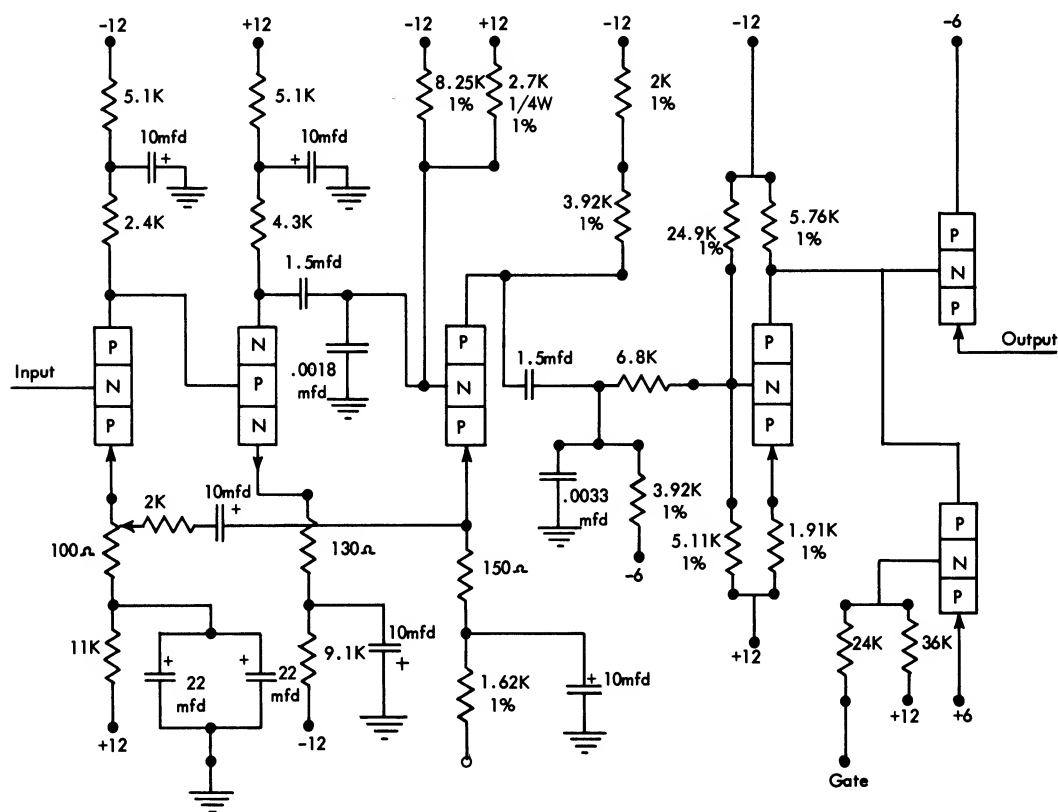 -12
+12
-12
+12
-12
-12
-6
5.1K
5.1K
8.25K
1%
2.7K
1/4W
1%
2K
1%
10mfd
+
10mfd
+
2.4K
4.3K
3.92K
1%
24.9K
1%
5.76K
1%
P
N
P
1.5mfd
Input
P
N
P
N
P
N
.0018
mfd
P
N
P
1.5mfd
6.8K
P
N
P
Output
2K
10mfd
+
100Ω
130Ω
150Ω
.0033
mfd
3.92K
1%
-6
5.11K
1%
1.91K
1%
P
N
P
11K
+
22
mfd
+
22
mfd
9.1K
10mfd
+
1.62K
1%
+
10mfd
+12
24K
36K
+12
-12
+12
+6
Gate